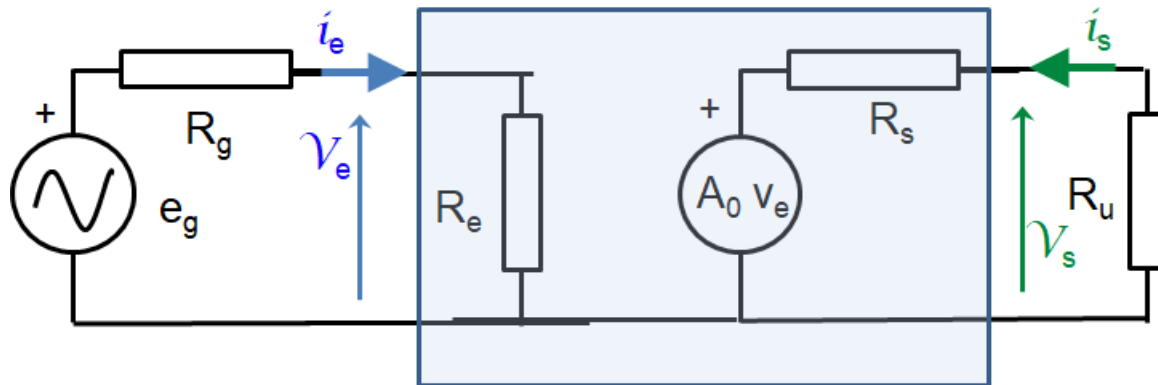 i_e
i_s
+
R_g
+
R_s
V_e
e_g
R_e
A_0 v_e
R_u
V_s